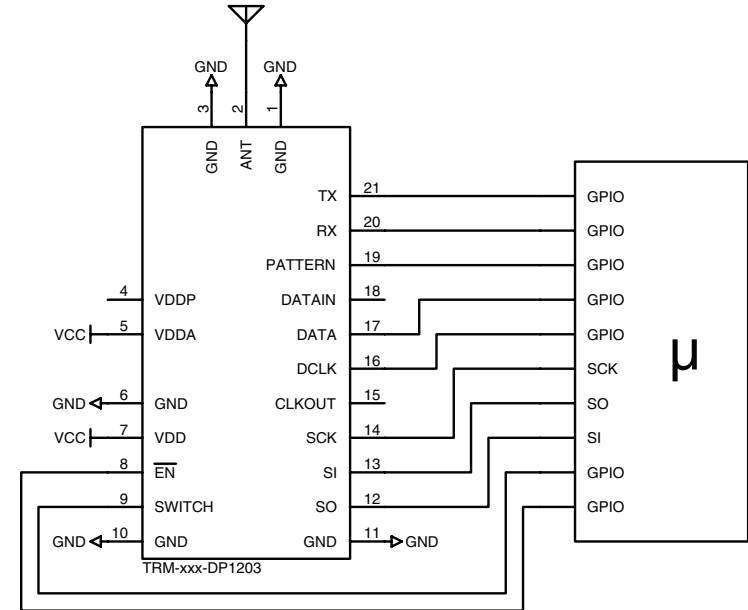 GND GND
3 2 1
GND ANT GND
TX 21 GPIO
RX 20 GPIO
PATTERN 19 GPIO
4 VDDP DATAIN 18 GPIO
VCC 5 VDDA DATA 17 GPIO
DCLK 16 SCK
µ
GND 6 GND CLKOUT 15 SO
VCC 7 VDD SCK 14 SI
8 EN SI 13 GPIO
9 SWITCH SO 12 GPIO
GND 10 GND GND 11 GND
TRM-xxx-DP1203